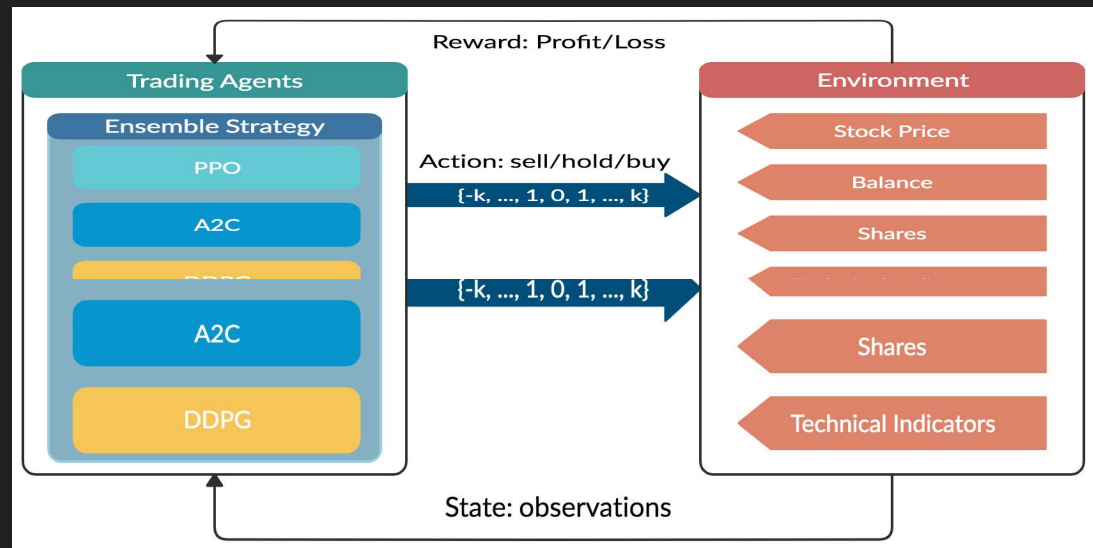 Reward: Profit/Loss
Trading Agents
Environment
Ensemble Strategy
PPO
A2C
A2C
DDPG
Action: sell/hold/buy
{-k, ..., 1, 0, 1, ..., k}
{-k, ..., 1, 0, 1, ..., k}
Stock Price
Balance
Shares
Shares
Technical Indicators
State: observations